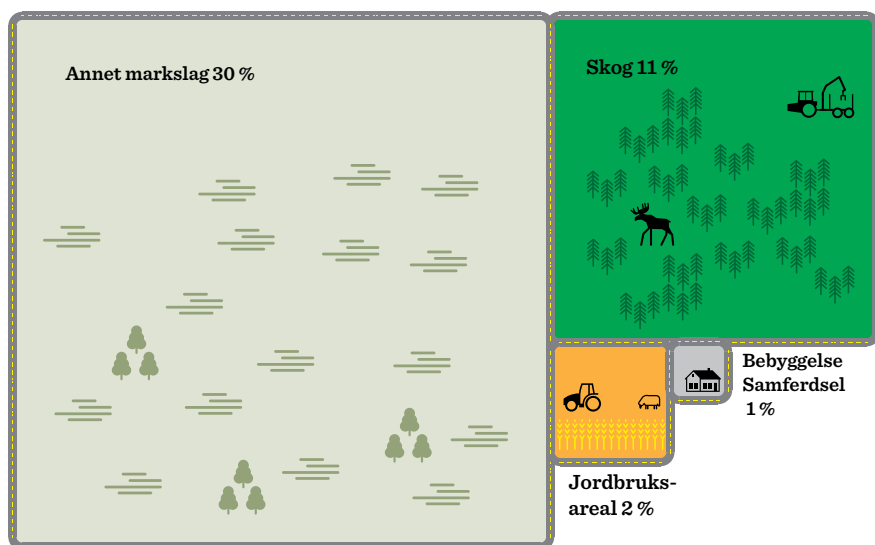 Annet markslag 30 %
Skog 11 %
Bebyggelse
Samferdsel
1 %
Jordbruks-
areal 2 %